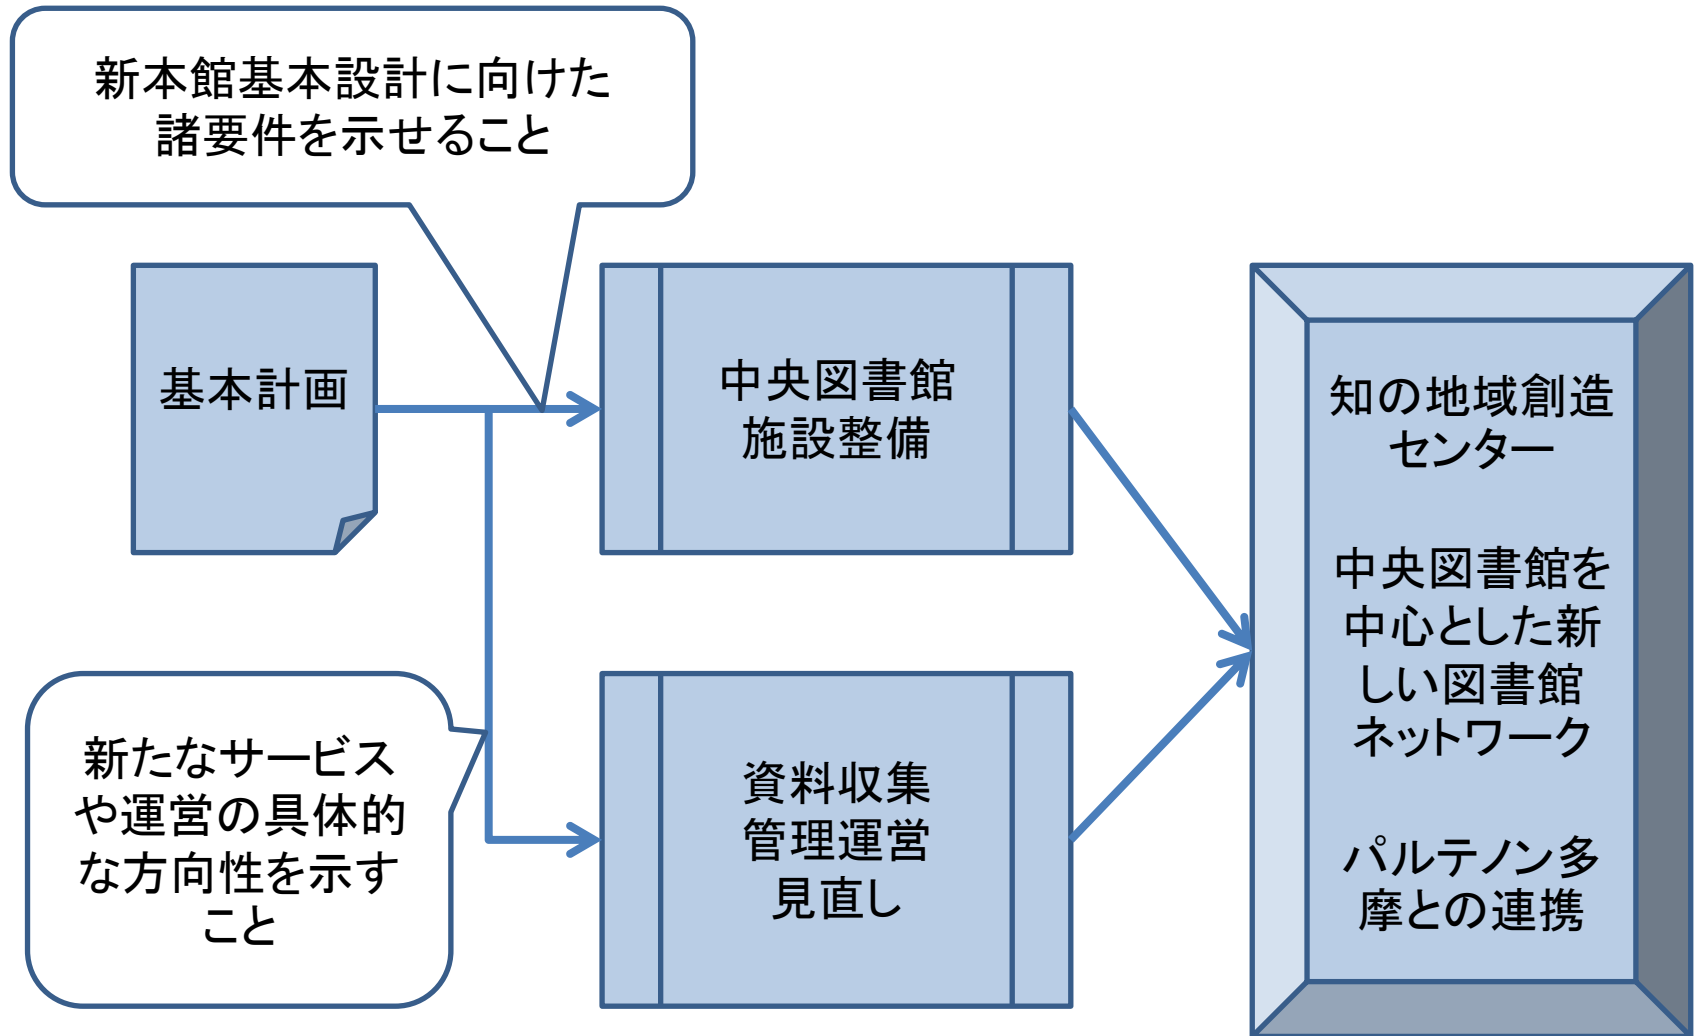 新本館基本設計に向けた
諸要件を示せること
基本計画
中央図書館
施設整備
新たなサービス
や運営の具体的
な方向性を示す
こと
資料収集
管理運営
見直し
知の地域創造
センター
中央図書館を
中心とした新
しい図書館
ネットワーク
パルテノン多
摩との連携